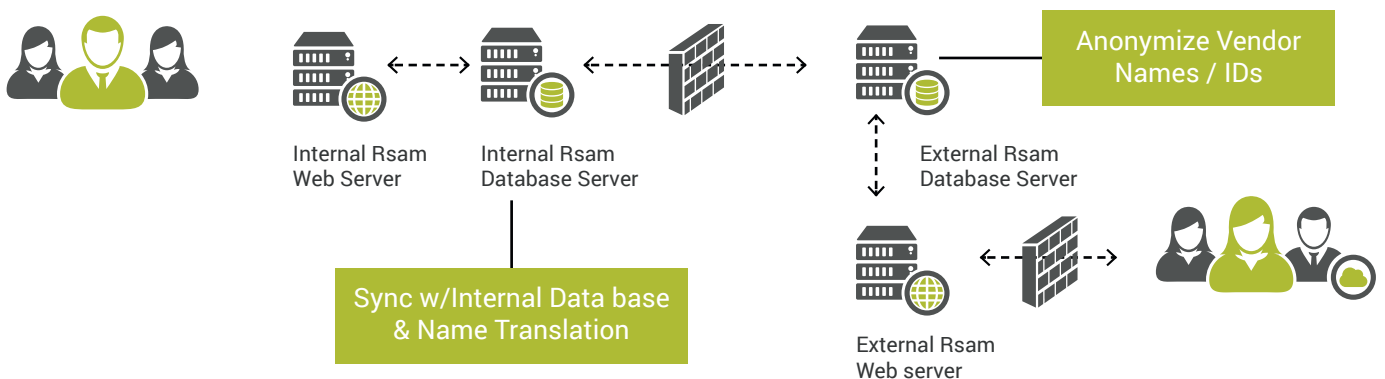 Anonymize Vendor
Names / IDs
Internal Rsam
Web Server
Internal Rsam
Database Server
External Rsam
Database Server
Sync w/Internal Data base
& Name Translation
External Rsam
Web server